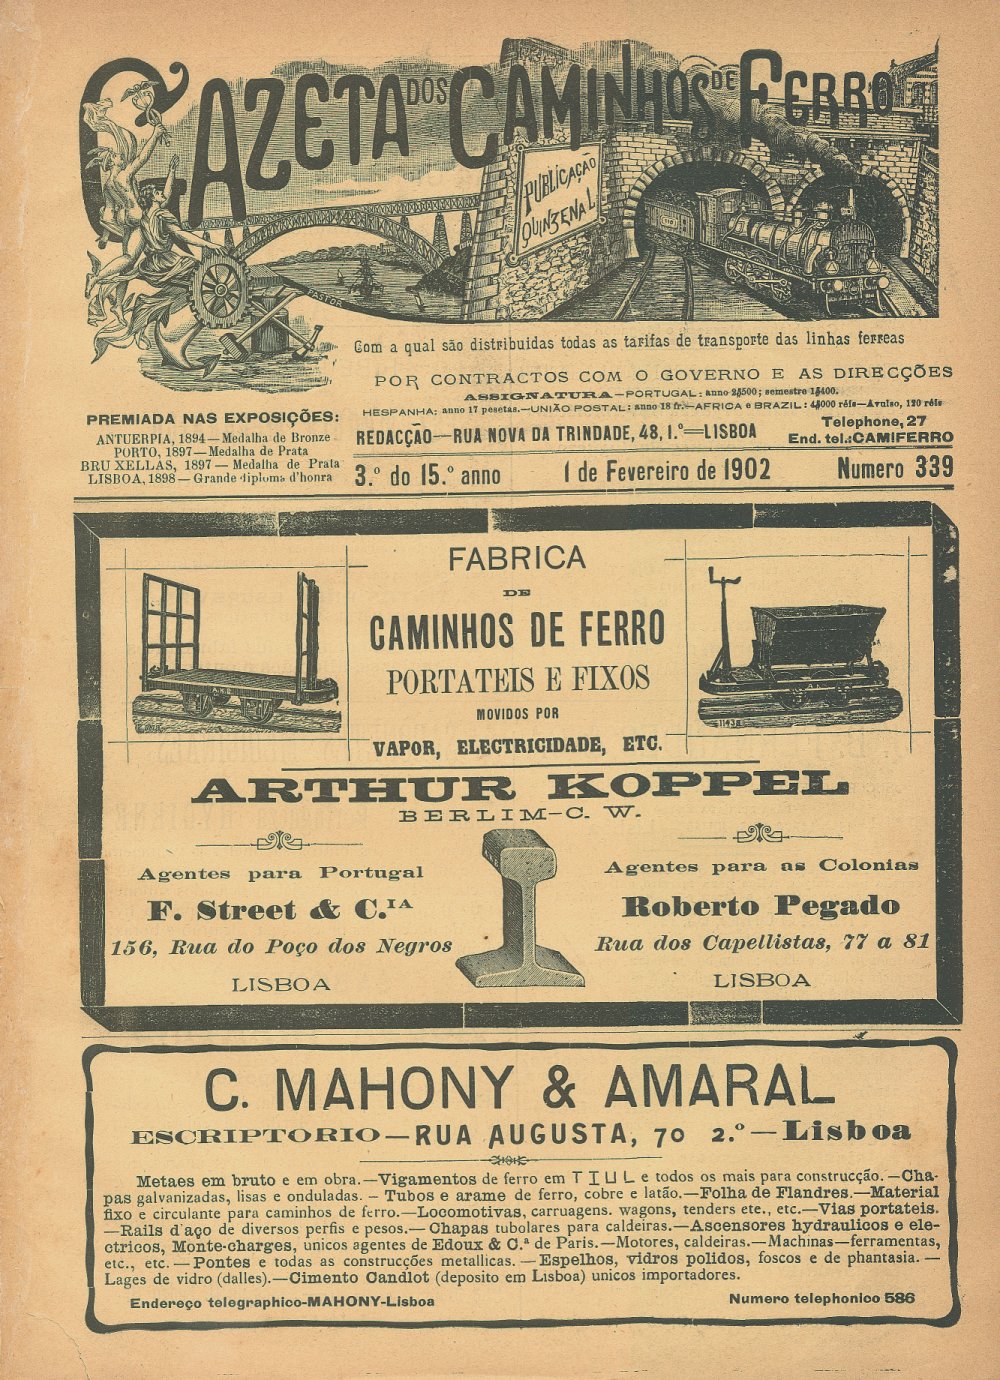 GAZETA DOS CAMINHOS DE FERRO
PUBLICAÇÃO
QUINZENAL
PASTOR
Com a qual são distribuidas todas as tarifas de transporte das linhas ferreas
POR CONTRACTOS COM O GOVERNO E AS DIRECÇÕES
ASSIGNATURA—PORTUGAL: anno 2$500; semestre 1$400.
HESPANHA: anno 17 pesetas.—UNIÃO POSTAL: anno 18 fr.—AFRICA e BRAZIL: 4$000 réis—Avulso, 120 réis
PREMIADA NAS EXPOSIÇÕES:
ANTUERPIA, 1894—Medalha de Bronze
PORTO, 1897—Medalha de Prata
BRUXELLAS, 1897—Medalha de Prata
LISBOA, 1898—Grande diploma d'honra
REDACÇÃO—RUA NOVA DA TRINDADE, 48, 1.º—LISBOA
Telephone, 27
End. tel.: CAMIFERRO
3.º do 15.º anno
1 de Fevereiro de 1902
Numero 339
FABRICA
DE
CAMINHOS DE FERRO
PORTATEIS E FIXOS
MOVIDOS POR
VAPOR, ELECTRICIDADE, ETC.
ARTHUR KOPPEL
BERLIM—C. W.
Agentes para Portugal
F. Street & C.IA
156, Rua do Poço dos Negros
LISBOA
Agentes para as Colonias
Roberto Pegado
Rua dos Capellistas, 77 a 81
LISBOA
C. MAHONY & AMARAL
ESCRIPTORIO—RUA AUGUSTA, 70 2.º—Lisboa
Metaes em bruto e em obra.—Vigamentos de ferro em T I U L e todos os mais para construcção.—Cha-
pas galvanizadas, lisas e onduladas. – Tubos e arame de ferro, cobre e latão.—Folha de Flandres.—Material
fixo e circulante para caminhos de ferro.—Locomotivas, carruagens. wagons, tenders ete., etc.—Vias portateis.
—Rails d'aço de diversos perfis e pesos.—Chapas tubolares para caldeiras.—Ascensores hydraulicos e ele-
ctricos, Monte-charges, unicos agentes de Edoux & C.ª de Paris.—Motores, caldeiras.—Machinas—ferramentas,
etc., etc.—Pontes e todas as construcções metallicas.—Espelhos, vidros polidos, foscos e de phantasia.—
Lages de vidro (dalles).—Cimento Candlot (deposito em Lisboa) unicos importadores.
Endereço telegraphico-MAHONY-Lisboa
Numero telephonico 586